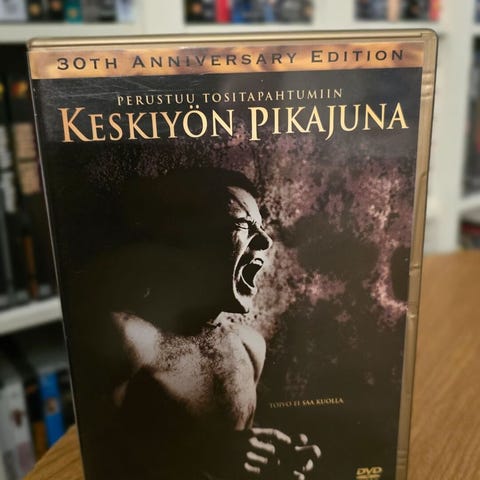 30TH ANNIVERSARY EDITION
PERUSTUU TOSITAPAHTUMIIN
KESKIYÖN PIKAJUNA
TOIVO EI SAA KUOLLA.
DVD